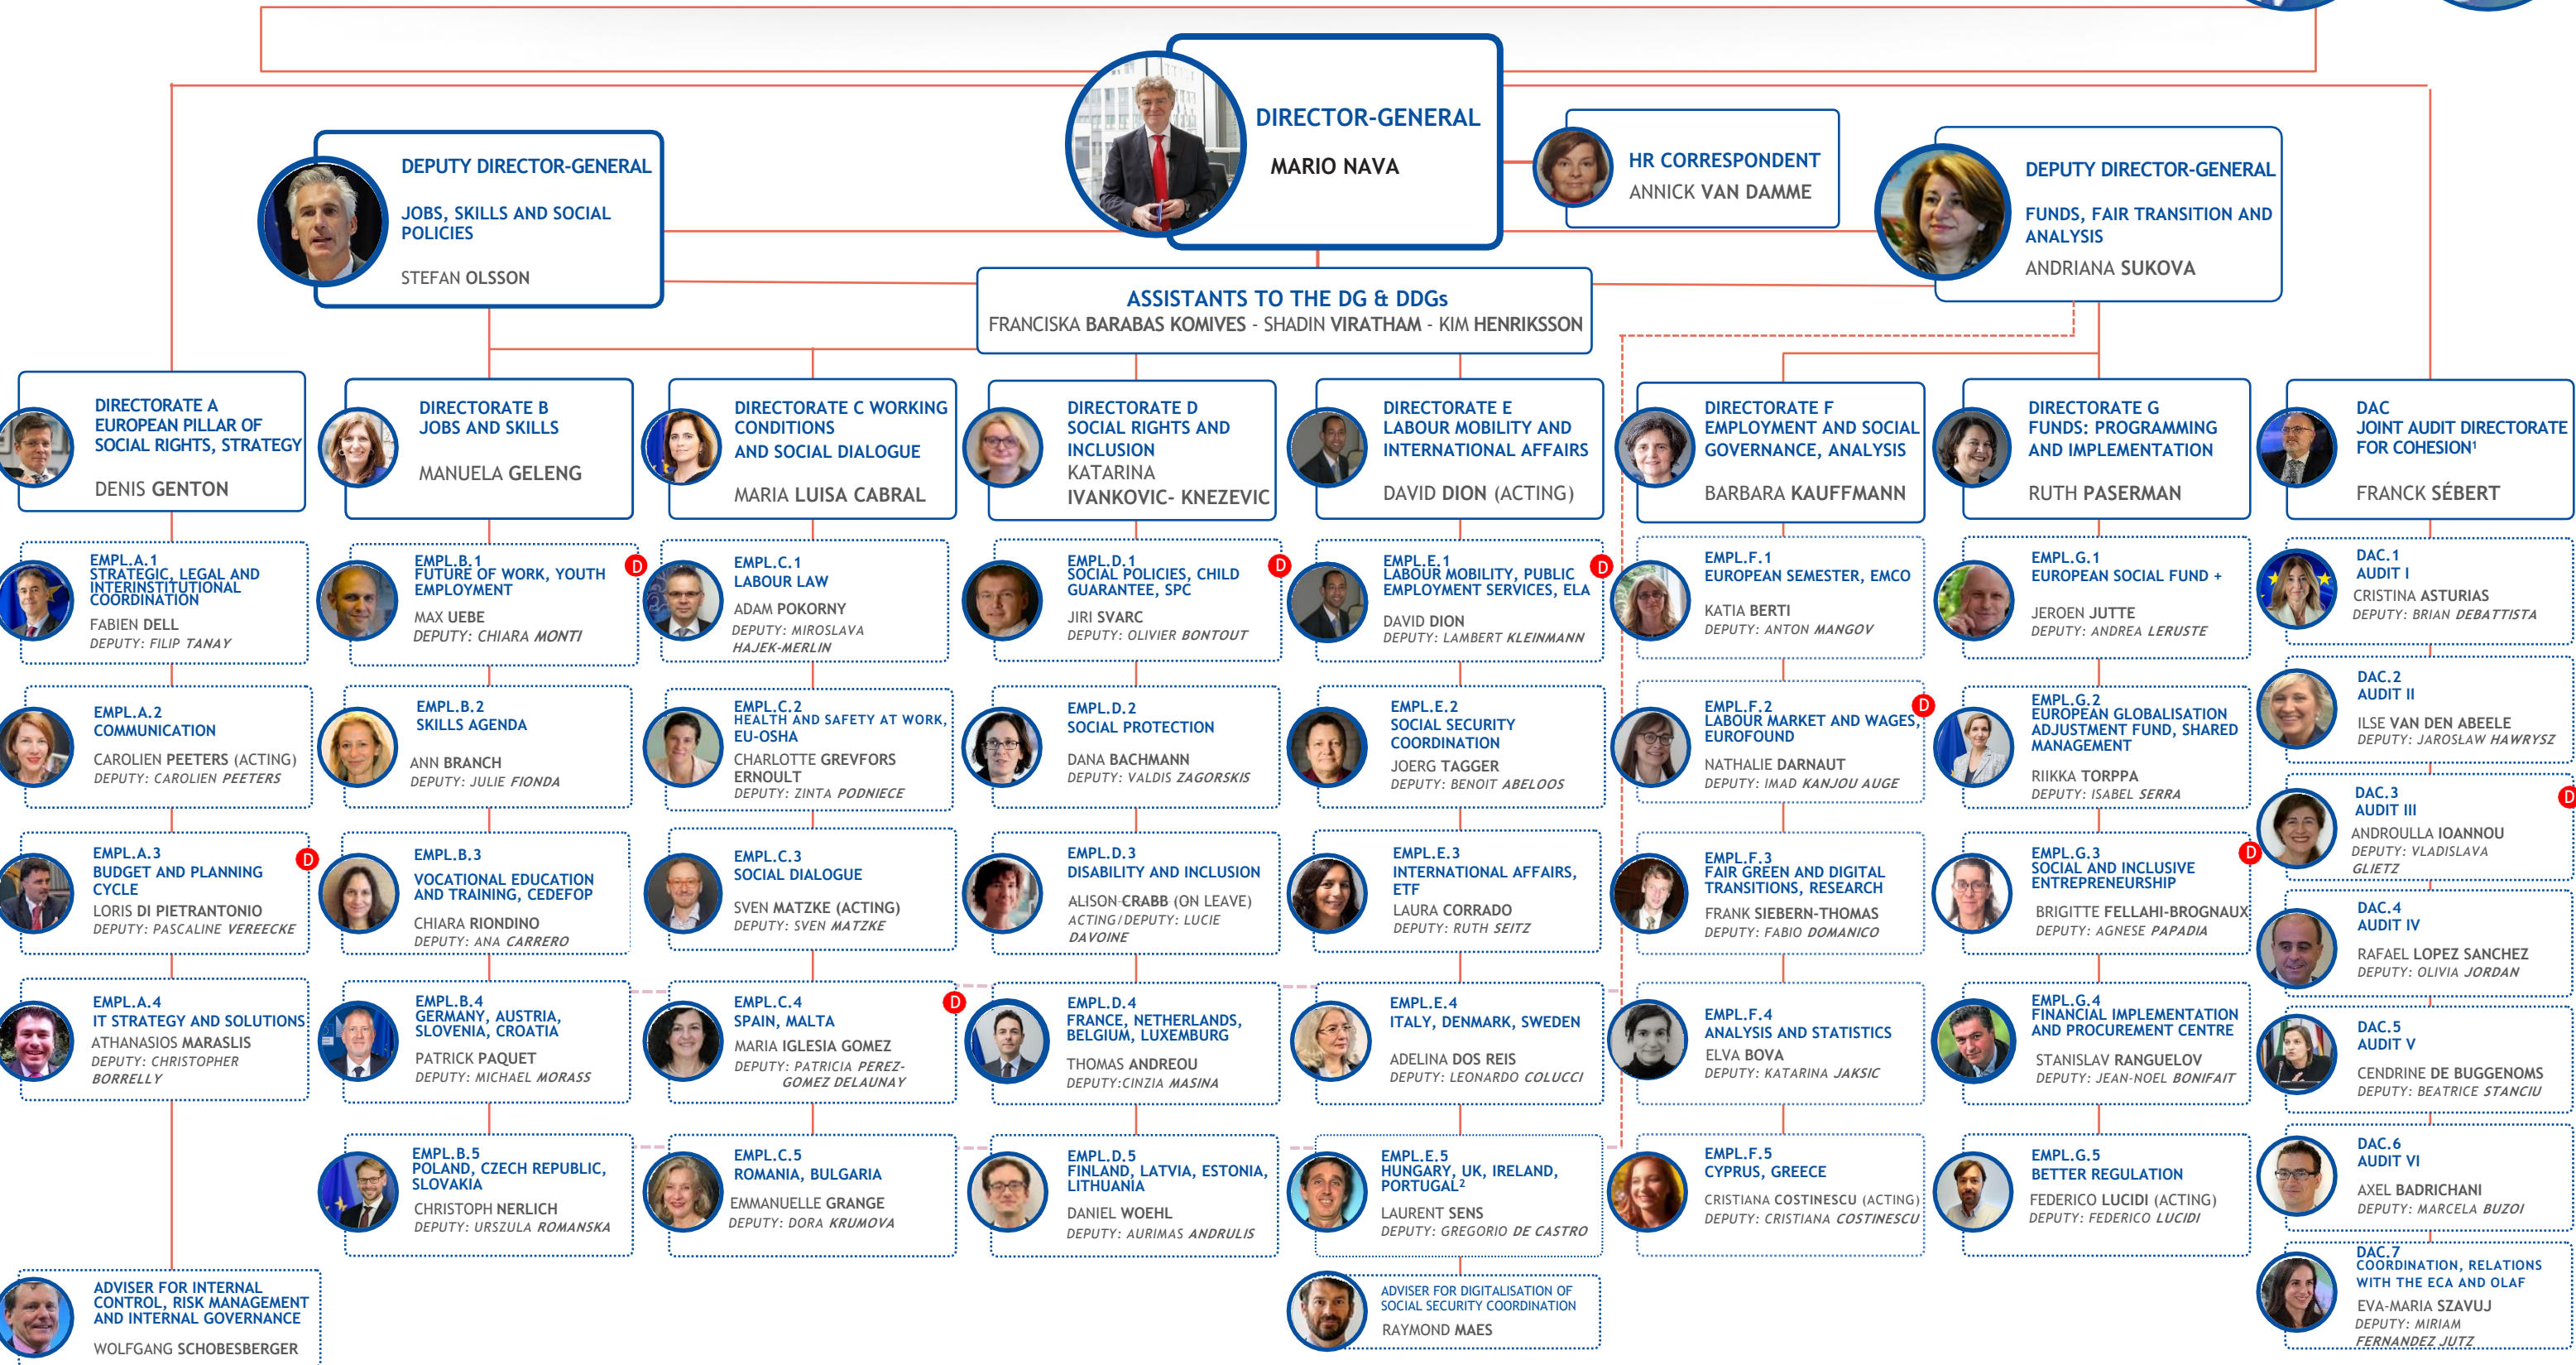 DIRECTOR-GENERAL
MARIO NAVA
HR CORRESPONDENT
ANNICK VAN DAMME
DEPUTY DIRECTOR-GENERAL
JOBS, SKILLS AND SOCIAL
POLICIES
STEFAN OLSSON
DEPUTY DIRECTOR-GENERAL
FUNDS, FAIR TRANSITION AND
ANALYSIS
ANDRIANA SUKOVA
ASSISTANTS TO THE DG & DDGs
FRANCISKA BARABAS KOMIVES - SHADIN VIRATHAM - KIM HENRIKSSON
DIRECTORATE A
EUROPEAN PILLAR OF
SOCIAL RIGHTS, STRATEGY
DENIS GENTON
EMPL.A.1
STRATEGIC, LEGAL AND
INTERINSTITUTIONAL
COORDINATION
FABIEN DELL
DEPUTY: FILIP TANAY
EMPL.A.2
COMMUNICATION
CAROLIEN PEETERS (ACTING)
DEPUTY: CAROLIEN PEETERS
EMPL.A.3
BUDGET AND PLANNING
CYCLE
LORIS DI PIETRANTONIO
DEPUTY: PASCALINE VEREECKE
D
EMPL.A.4
IT STRATEGY AND SOLUTIONS
ATHANASIOS MARASLIS
DEPUTY: CHRISTOPHER
BORRELLY
ADVISER FOR INTERNAL
CONTROL, RISK MANAGEMENT
AND INTERNAL GOVERNANCE
WOLFGANG SCHOBESBERGER
DIRECTORATE B
JOBS AND SKILLS
MANUELA GELENG
EMPL.B.1
FUTURE OF WORK, YOUTH
EMPLOYMENT
MAX UEBE
DEPUTY: CHIARA MONTI
D
EMPL.B.2
SKILLS AGENDA
ANN BRANCH
DEPUTY: JULIE FIONDA
EMPL.B.3
VOCATIONAL EDUCATION
AND TRAINING, CEDEFOP
CHIARA RIONDINO
DEPUTY: ANA CARRERO
EMPL.B.4
GERMANY, AUSTRIA,
SLOVENIA, CROATIA
PATRICK PAQUET
DEPUTY: MICHAEL MORASS
EMPL.B.5
POLAND, CZECH REPUBLIC,
SLOVAKIA
CHRISTOPH NERLICH
DEPUTY: URSZULA ROMANSKA
DIRECTORATE C WORKING
CONDITIONS
AND SOCIAL DIALOGUE
MARIA LUISA CABRAL
EMPL.C.1
LABOUR LAW
ADAM POKORNY
DEPUTY: MIROSLAVA
HAJEK-MERLIN
EMPL.C.2
HEALTH AND SAFETY AT WORK,
EU-OSHA
CHARLOTTE GREVFORS
ERNOULT
DEPUTY: ZINTA PODNIECE
EMPL.C.3
SOCIAL DIALOGUE
SVEN MATZKE (ACTING)
DEPUTY: SVEN MATZKE
EMPL.C.4
SPAIN, MALTA
MARIA IGLESIA GOMEZ
DEPUTY: PATRICIA PEREZ-
GOMEZ DELAUNAY
D
EMPL.C.5
ROMANIA, BULGARIA
EMMANUELLE GRANGE
DEPUTY: DORA KRUMOVA
DIRECTORATE D
SOCIAL RIGHTS AND
INCLUSION
KATARINA
IVANKOVIC- KNEZEVIC
EMPL.D.1
SOCIAL POLICIES, CHILD
GUARANTEE, SPC
JIRI SVARC
DEPUTY: OLIVIER BONTOUT
D
EMPL.D.2
SOCIAL PROTECTION
DANA BACHMANN
DEPUTY: VALDIS ZAGORSKIS
EMPL.D.3
DISABILITY AND INCLUSION
ALISON CRABB (ON LEAVE)
ACTING/DEPUTY: LUCIE
DAVOINE
EMPL.D.4
FRANCE, NETHERLANDS,
BELGIUM, LUXEMBURG
THOMAS ANDREOU
DEPUTY:CINZIA MASINA
EMPL.D.5
FINLAND, LATVIA, ESTONIA,
LITHUANIA
DANIEL WOEHL
DEPUTY: AURIMAS ANDRULIS
DIRECTORATE E
LABOUR MOBILITY AND
INTERNATIONAL AFFAIRS
DAVID DION (ACTING)
EMPL.E.1
LABOUR MOBILITY, PUBLIC
EMPLOYMENT SERVICES, ELA
DAVID DION
DEPUTY: LAMBERT KLEINMANN
D
EMPL.E.2
SOCIAL SECURITY
COORDINATION
JOERG TAGGER
DEPUTY: BENOIT ABELOOS
EMPL.E.3
INTERNATIONAL AFFAIRS,
ETF
LAURA CORRADO
DEPUTY: RUTH SEITZ
EMPL.E.4
ITALY, DENMARK, SWEDEN
ADELINA DOS REIS
DEPUTY: LEONARDO COLUCCI
EMPL.E.5
HUNGARY, UK, IRELAND,
PORTUGAL²
LAURENT SENS
DEPUTY: GREGORIO DE CASTRO
ADVISER FOR DIGITALISATION OF
SOCIAL SECURITY COORDINATION
RAYMOND MAES
DIRECTORATE F
EMPLOYMENT AND SOCIAL
GOVERNANCE, ANALYSIS
BARBARA KAUFFMANN
EMPL.F.1
EUROPEAN SEMESTER, EMCO
KATIA BERTI
DEPUTY: ANTON MANGOV
EMPL.F.2
LABOUR MARKET AND WAGES,
EUROFOUND
NATHALIE DARNAUT
DEPUTY: IMAD KANJOU AUGE
D
EMPL.F.3
FAIR GREEN AND DIGITAL
TRANSITIONS, RESEARCH
FRANK SIEBERN-THOMAS
DEPUTY: FABIO DOMANICO
EMPL.F.4
ANALYSIS AND STATISTICS
ELVA BOVA
DEPUTY: KATARINA JAKSIC
EMPL.F.5
CYPRUS, GREECE
CRISTIANA COSTINESCU (ACTING)
DEPUTY: CRISTIANA COSTINESCU
DIRECTORATE G
FUNDS: PROGRAMMING
AND IMPLEMENTATION
RUTH PASERMAN
EMPL.G.1
EUROPEAN SOCIAL FUND +
JEROEN JUTTE
DEPUTY: ANDREA LERUSTE
EMPL.G.2
EUROPEAN GLOBALISATION
ADJUSTMENT FUND, SHARED
MANAGEMENT
RIIKKA TORPPA
DEPUTY: ISABEL SERRA
EMPL.G.3
SOCIAL AND INCLUSIVE
ENTREPRENEURSHIP
BRIGITTE FELLAHI-BROGNAUX
DEPUTY: AGNESE PAPADIA
D
EMPL.G.4
FINANCIAL IMPLEMENTATION
AND PROCUREMENT CENTRE
STANISLAV RANGUELOV
DEPUTY: JEAN-NOEL BONIFAIT
EMPL.G.5
BETTER REGULATION
FEDERICO LUCIDI (ACTING)
DEPUTY: FEDERICO LUCIDI
DAC
JOINT AUDIT DIRECTORATE
FOR COHESION¹
FRANCK SÉBERT
DAC.1
AUDIT I
CRISTINA ASTURIAS
DEPUTY: BRIAN DEBATTISTA
DAC.2
AUDIT II
ILSE VAN DEN ABEELE
DEPUTY: JAROSŁAW HAWRYSZ
DAC.3
AUDIT III
ANDROULLA IOANNOU
DEPUTY: VLADISLAVA
GLIETZ
D
DAC.4
AUDIT IV
RAFAEL LOPEZ SANCHEZ
DEPUTY: OLIVIA JORDAN
DAC.5
AUDIT V
CENDRINE DE BUGGENOMS
DEPUTY: BEATRICE STANCIU
DAC.6
AUDIT VI
AXEL BADRICHANI
DEPUTY: MARCELA BUZOI
DAC.7
COORDINATION, RELATIONS
WITH THE ECA AND OLAF
EVA-MARIA SZAVUJ
DEPUTY: MIRIAM
FERNANDEZ JUTZ